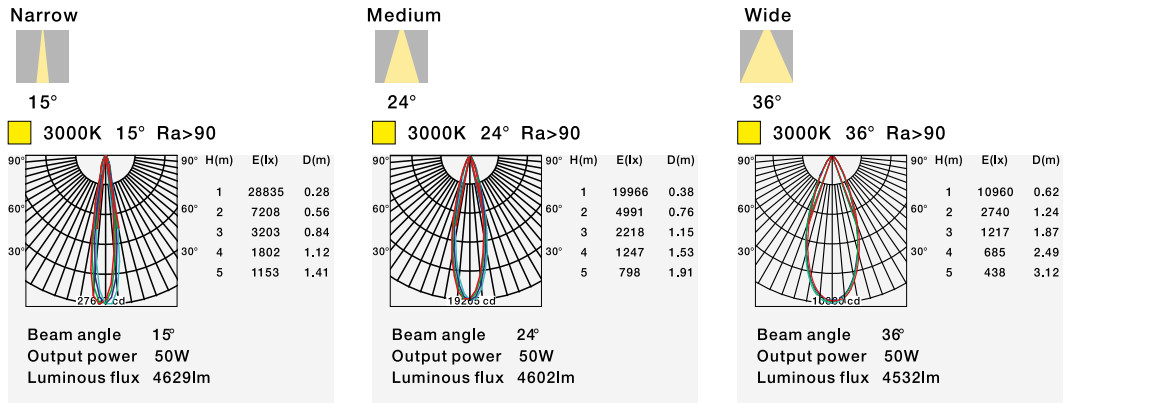 Narrow
15°
3000K 15° Ra>90
90° 90° H(m) E(lx) D(m)
1 28835 0.28
60° 60° 2 7208 0.56
3 3203 0.84
30° 30° 4 1802 1.12
5 1153 1.41
cd
Beam angle 15°
Output power 50W
Luminous flux 4629lm
Medium
24°
3000K 24° Ra>90
90° 90° H(m) E(lx) D(m)
1 19966 0.38
60° 60° 2 4991 0.76
3 2218 1.15
30° 30° 4 1247 1.53
5 798 1.91
cd
Beam angle 24°
Output power 50W
Luminous flux 4602lm
Wide
36°
3000K 36° Ra>90
90° 90° H(m) E(lx) D(m)
1 10960 0.62
60° 60° 2 2740 1.24
3 1217 1.87
30° 30° 4 685 2.49
5 438 3.12
cd
Beam angle 36°
Output power 50W
Luminous flux 4532lm